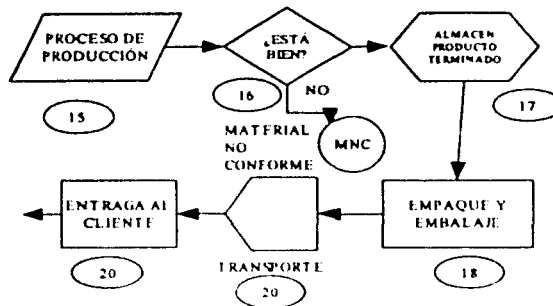 PROCESO DE
PRODUCCIÓN
¿ESTÁ
BIEN?
ALMACEN
PRODUCTO
TERMINADO
15
16
NO
17
MATERIAL
NO
CONFORME
MNC
ENTRAGA AL
CLIENTE
EMPAQUE Y
EMBALAJE
TRANSPORTE
20
20
18